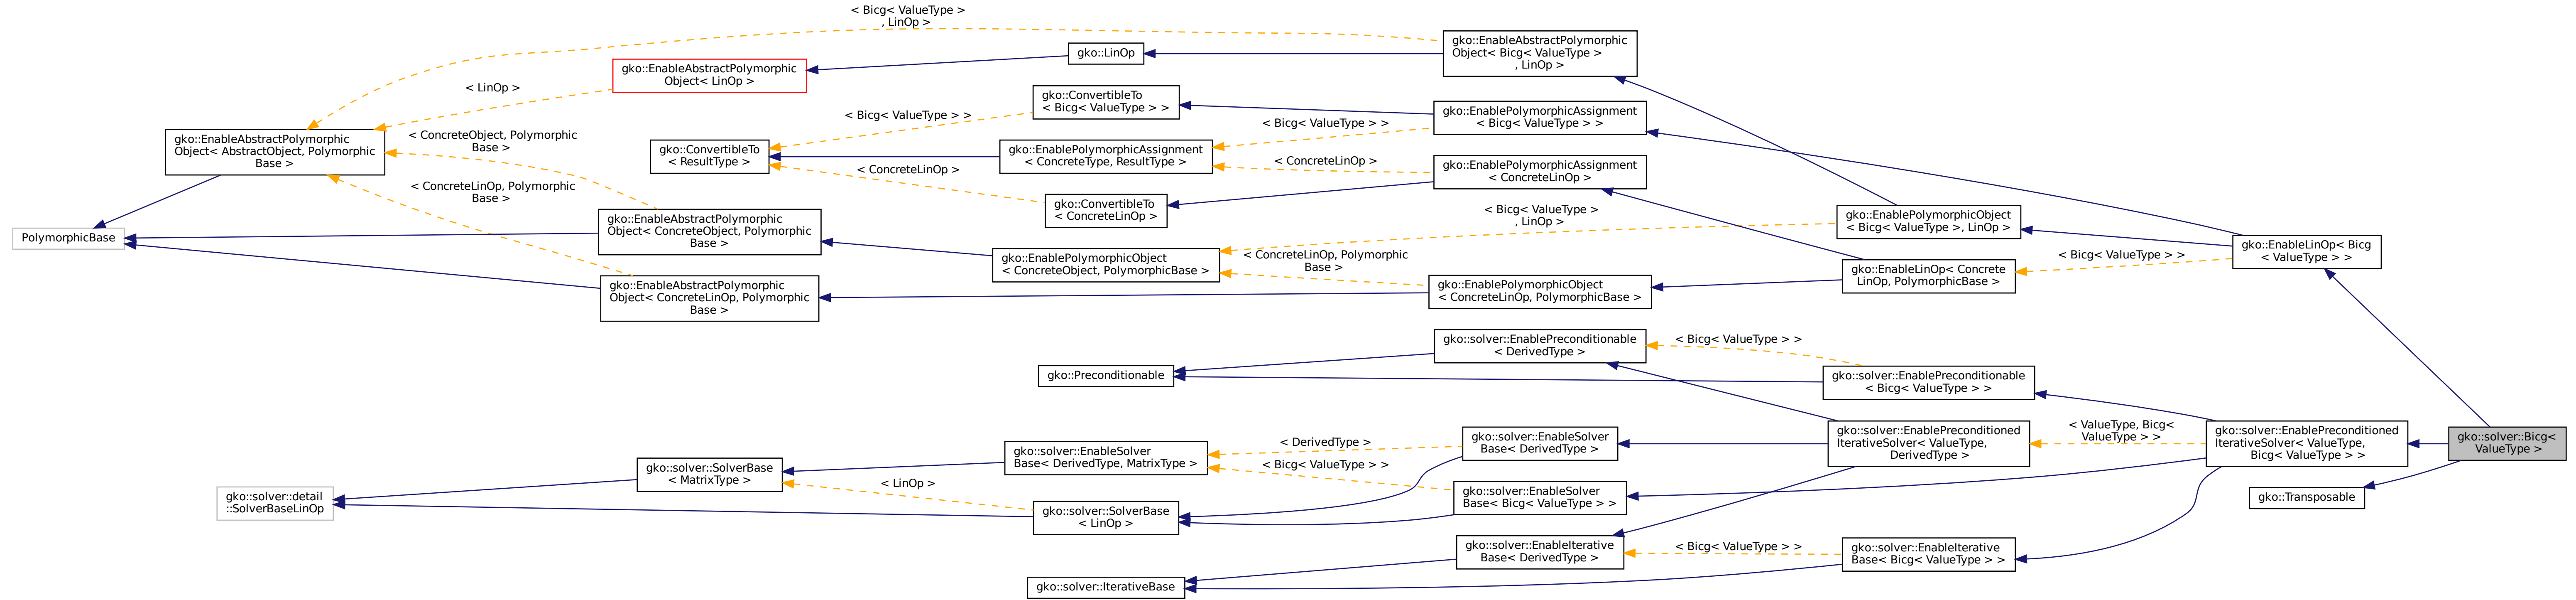 < Bicg< ValueType >
, LinOp >
gko::EnableAbstractPolymorphic
Object< Bicg< ValueType >
, LinOp >
gko::LinOp
gko::EnableAbstractPolymorphic
Object< LinOp >
< LinOp >
gko::ConvertibleTo
< Bicg< ValueType > >
gko::EnablePolymorphicAssignment
< Bicg< ValueType > >
< Bicg< ValueType > >
< Bicg< ValueType > >
gko::EnableAbstractPolymorphic
Object< AbstractObject, Polymorphic
Base >
< ConcreteObject, Polymorphic
Base >
gko::ConvertibleTo
< ResultType >
gko::EnablePolymorphicAssignment
< ConcreteType, ResultType >
< ConcreteLinOp >
gko::EnablePolymorphicAssignment
< ConcreteLinOp >
< ConcreteLinOp >
< ConcreteLinOp, Polymorphic
Base >
gko::ConvertibleTo
< ConcreteLinOp >
< Bicg< ValueType >
, LinOp >
gko::EnablePolymorphicObject
< Bicg< ValueType >, LinOp >
PolymorphicBase
gko::EnableAbstractPolymorphic
Object< ConcreteObject, Polymorphic
Base >
gko::EnablePolymorphicObject
< ConcreteObject, PolymorphicBase >
< ConcreteLinOp, Polymorphic
Base >
gko::EnableLinOp< Bicg
< ValueType > >
< Bicg< ValueType > >
gko::EnableLinOp< Concrete
LinOp, PolymorphicBase >
gko::EnableAbstractPolymorphic
Object< ConcreteLinOp, Polymorphic
Base >
gko::EnablePolymorphicObject
< ConcreteLinOp, PolymorphicBase >
gko::solver::EnablePreconditionable
< DerivedType >
< Bicg< ValueType > >
gko::Preconditionable
gko::solver::EnablePreconditionable
< Bicg< ValueType > >
gko::solver::EnableSolver
Base< DerivedType, MatrixType >
< DerivedType >
gko::solver::EnableSolver
Base< DerivedType >
gko::solver::EnablePreconditioned
IterativeSolver< ValueType,
DerivedType >
< ValueType, Bicg<
ValueType > >
gko::solver::EnablePreconditioned
IterativeSolver< ValueType,
Bicg< ValueType > >
gko::solver::Bicg<
ValueType >
< Bicg< ValueType > >
gko::solver::SolverBase
< MatrixType >
< LinOp >
gko::solver::detail
::SolverBaseLinOp
gko::solver::SolverBase
< LinOp >
gko::solver::EnableSolver
Base< Bicg< ValueType > >
gko::Transposable
gko::solver::EnableIterative
Base< DerivedType >
< Bicg< ValueType > >
gko::solver::EnableIterative
Base< Bicg< ValueType > >
gko::solver::IterativeBase